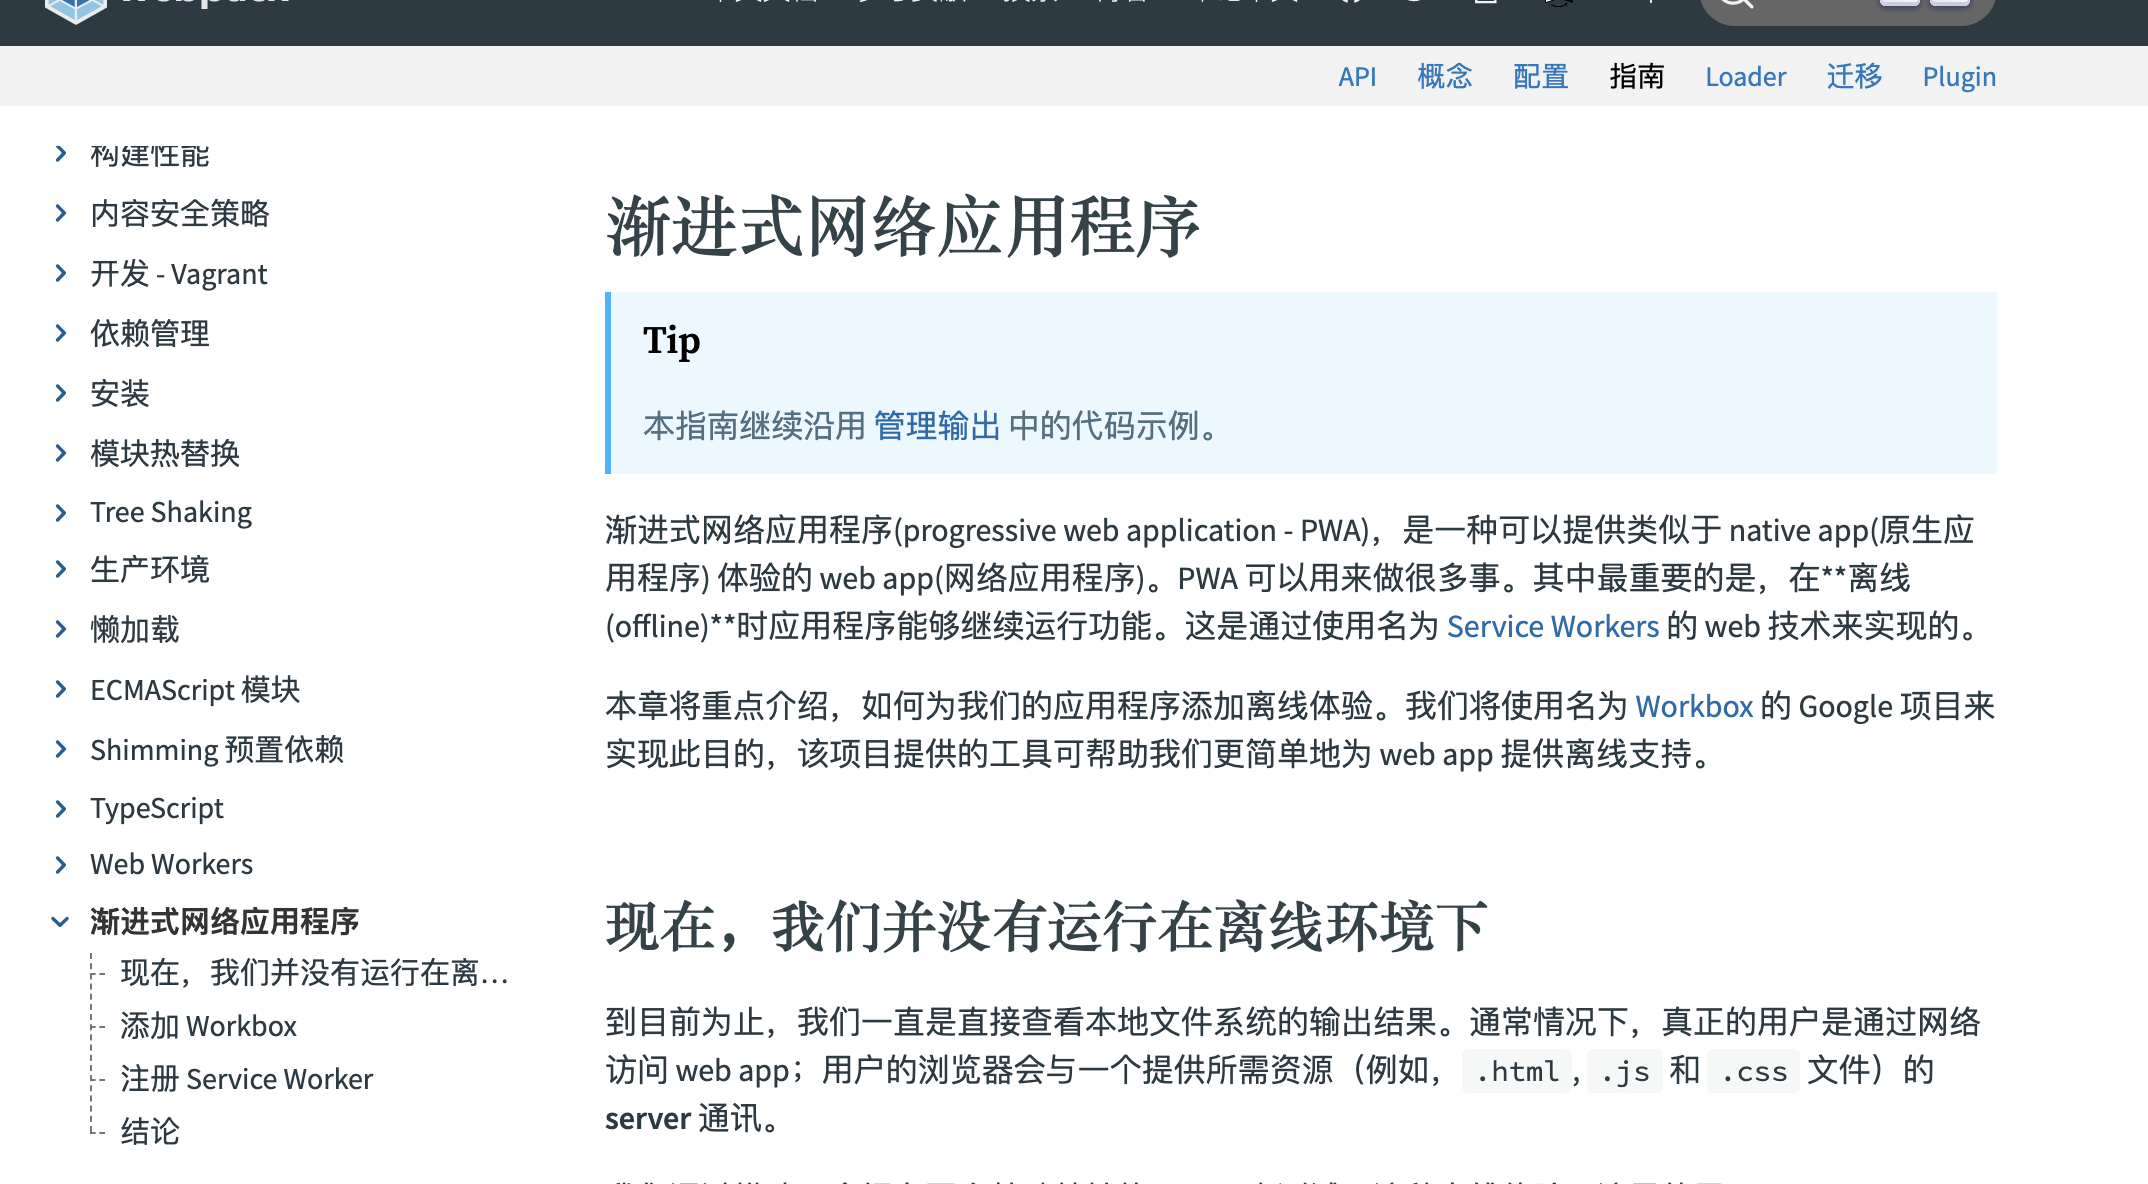 API 概念 配置 指南 Loader 迁移 Plugin
构建性能
内容安全策略
开发 - Vagrant
依赖管理
安装
模块热替换
Tree Shaking
生产环境
懒加载
ECMAScript 模块
Shimming 预置依赖
TypeScript
Web Workers
渐进式网络应用程序
现在，我们并没有运行在离...
添加 Workbox
注册 Service Worker
结论
渐进式网络应用程序
Tip
本指南继续沿用 管理输出 中的代码示例。
渐进式网络应用程序(progressive web application - PWA)，是一种可以提供类似于 native app(原生应
用程序) 体验的 web app(网络应用程序)。PWA 可以用来做很多事。其中最重要的是，在**离线
(offline)**时应用程序能够继续运行功能。这是通过使用名为 Service Workers 的 web 技术来实现的。
本章将重点介绍，如何为我们的应用程序添加离线体验。我们将使用名为 Workbox 的 Google 项目来
实现此目的，该项目提供的工具可帮助我们更简单地为 web app 提供离线支持。
现在，我们并没有运行在离线环境下
到目前为止，我们一直是直接查看本地文件系统的输出结果。通常情况下，真正的用户是通过网络
访问 web app；用户的浏览器会与一个提供所需资源（例如，.html, .js 和 .css 文件）的
server 通讯。